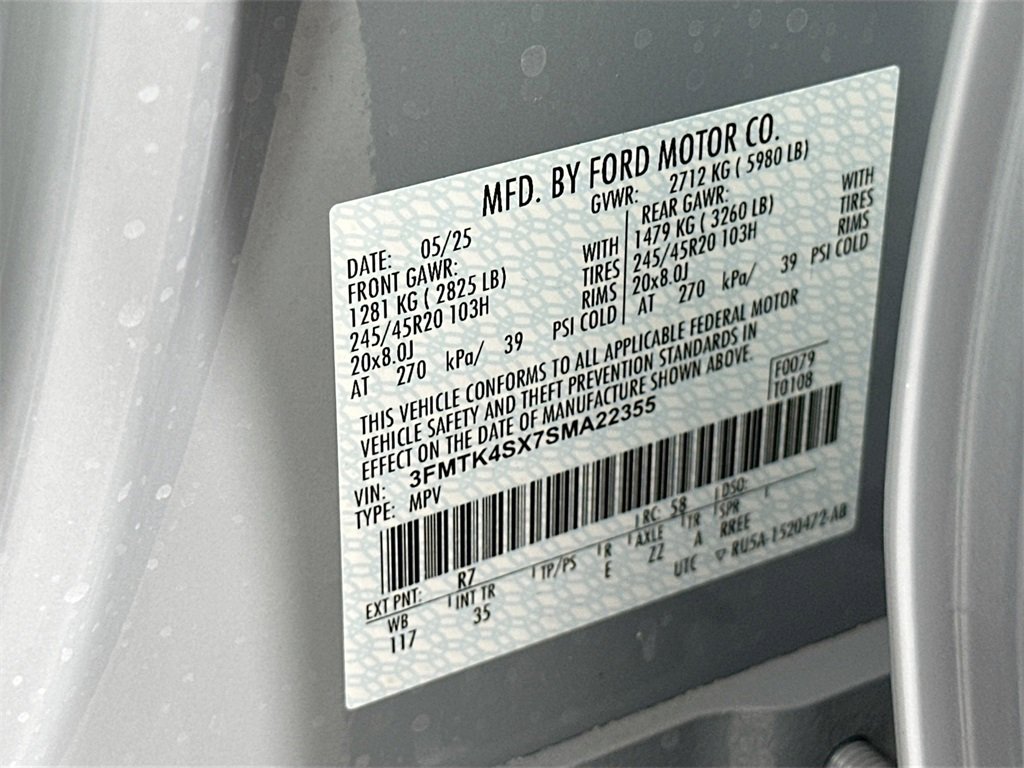 MFD. BY FORD MOTOR CO.
DATE: 05/25 GVWR: 2712 KG ( 5980 LB)
FRONT GAWR: REAR GAWR:
1281 KG ( 2825 LB) WITH 1479 KG ( 3260 LB) WITH
245/45R20 103H TIRES 245/45R20 103H TIRES
20x8.0J RIMS 20x8.0J RIMS
AT 270 kPa/ 39 PSI COLD AT 270 kPa/ 39 PSI COLD
THIS VEHICLE CONFORMS TO ALL APPLICABLE FEDERAL MOTOR
VEHICLE SAFETY AND THEFT PREVENTION STANDARDS IN
EFFECT ON THE DATE OF MANUFACTURE SHOWN ABOVE.
F0079
T0108
VIN: 3FMTK4SX7SMA22355
TYPE: MPV
EXT PNT: R7 RC: 58 DSO:
WB INT TR TP/PS R AXLE TR SPR
117 35 E ZZ A RREE
UTC ▽ RU5A-1520472-AB